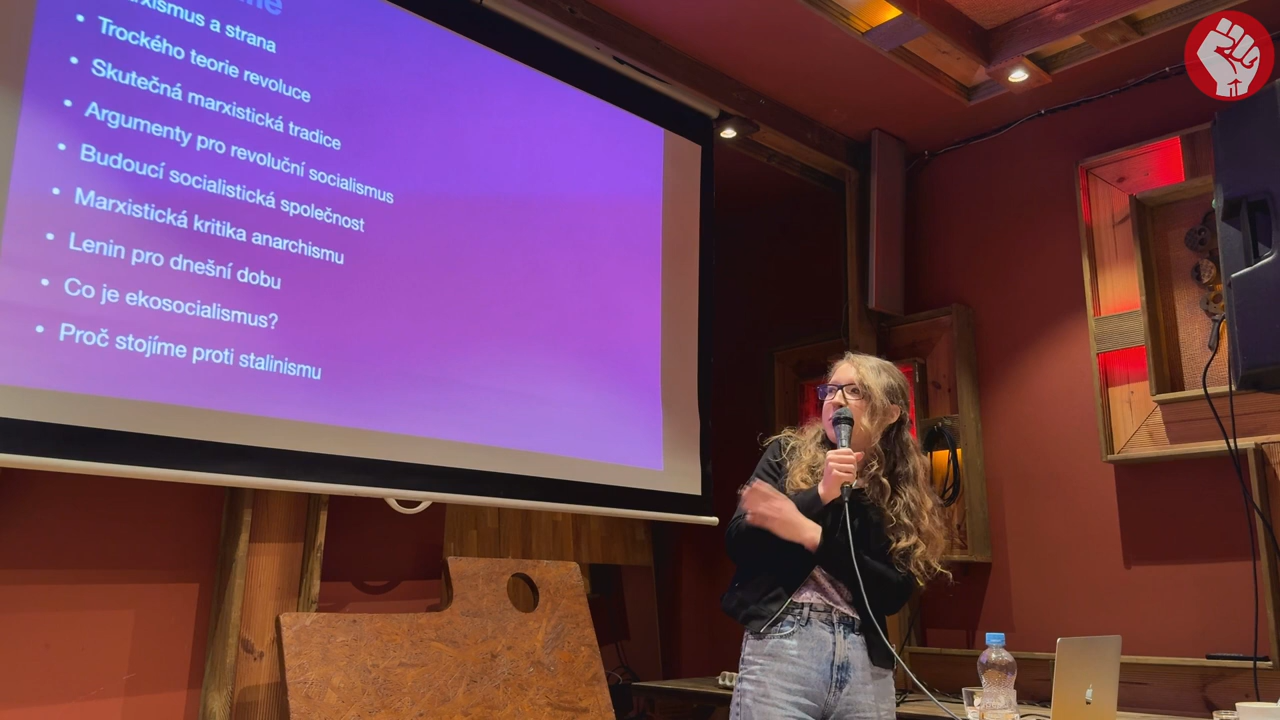 a strana
Trockého teorie revoluce
Skutečná marxistická tradice
Argumenty pro revoluční socialismus
Budoucí socialistická společnost
Marxistická kritika anarchismu
Lenin pro dnešní dobu
Co je ekosocialismus?
Proč stojíme proti stalinismu